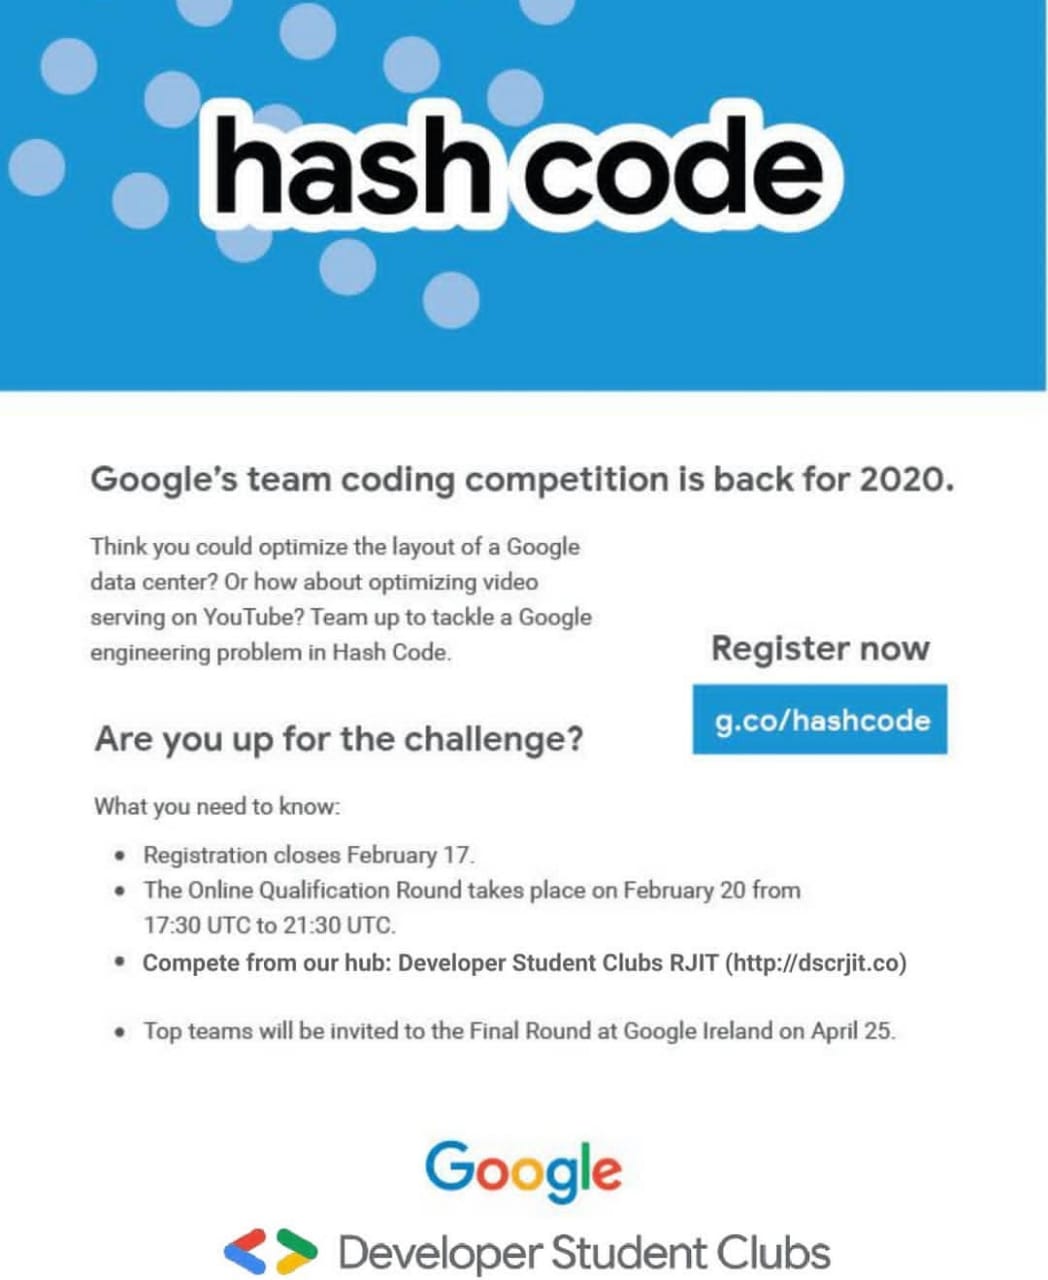 hash code
Google's team coding competition is back for 2020.
Think you could optimize the layout of a Google
data center? Or how about optimizing video
serving on YouTube? Team up to tackle a Google
engineering problem in Hash Code.
Register now
g.co/hashcode
Are you up for the challenge?
What you need to know:
• Registration closes February 17.
• The Online Qualification Round takes place on February 20 from
17:30 UTC to 21:30 UTC.
• Compete from our hub: Developer Student Clubs RJIT (http://dscrjit.co)
• Top teams will be invited to the Final Round at Google Ireland on April 25.
Google
Developer Student Clubs